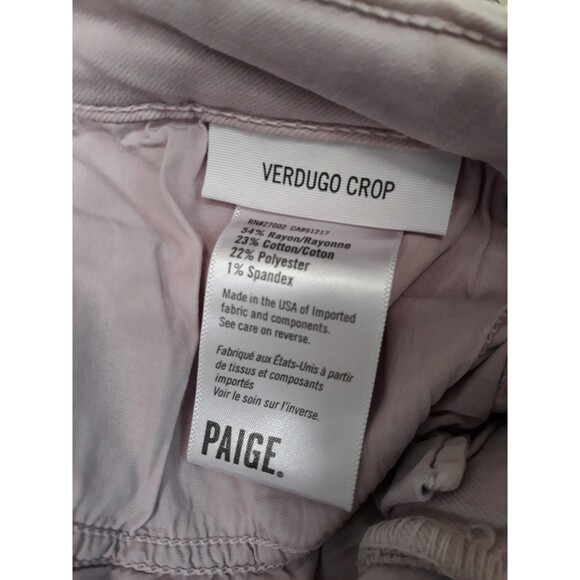 VERDUGO CROP
RN#27002 CA#51217
54% Rayon/Rayonne
23% Cotton/Coton
22% Polyester
1% Spandex
Made in the USA of Imported
fabric and components.
See care on reverse.
Fabriqué aux États-Unis à partir
de tissus et composants
importés
Voir le soin sur l'inverse.
PAIGE®